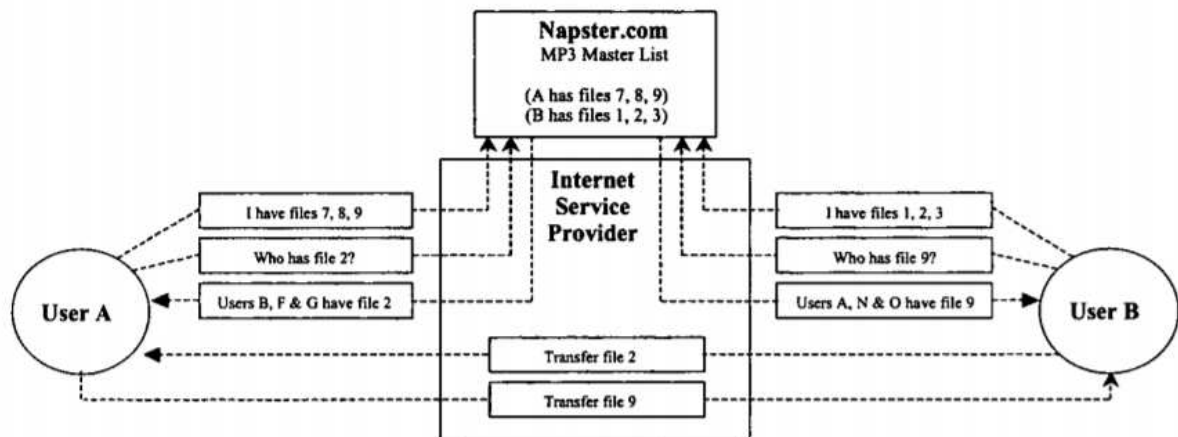 Napster.com
MP3 Master List
(A has files 7, 8, 9)
(B has files 1, 2, 3)
Internet
Service
Provider
I have files 7, 8, 9
Who has file 2?
Users B, F & G have file 2
User A
I have files 1, 2, 3
Who has file 9?
Users A, N & O have file 9
User B
Transfer file 2
Transfer file 9